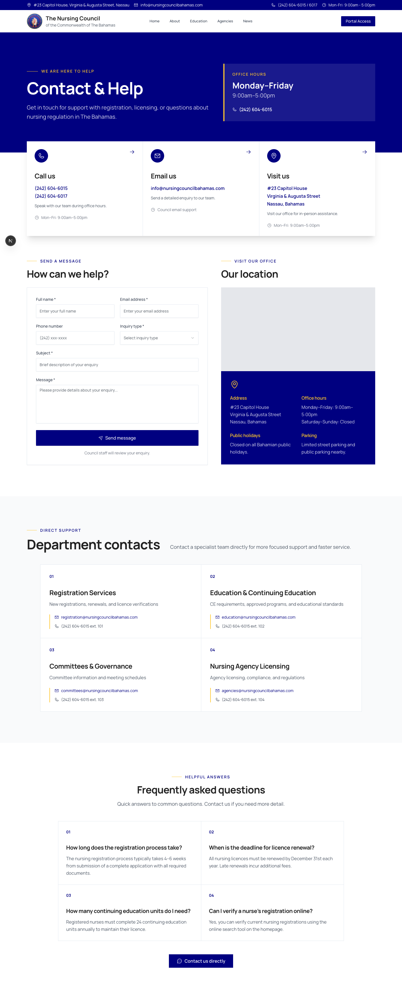 #23 Capitol House, Virginia & Augusta Street, Nassau
info@nursingcouncilbahamas.com
(242) 604-6015 / 6017
Mon-Fri: 9:00am - 5:00pm
The Nursing Council
of the Commonwealth of The Bahamas
Home
About
Education
Agencies
News
Portal Access
WE ARE HERE TO HELP
Contact & Help
Get in touch for support with registration, licensing, or questions about
nursing regulation in The Bahamas.
OFFICE HOURS
Monday–Friday
9:00am–5:00pm
(242) 604-6015
Call us
(242) 604-6015
(242) 604-6017
Speak with our team during office hours.
Mon–Fri: 9:00am–5:00pm
Email us
info@nursingcouncilbahamas.com
Send a detailed enquiry to our team.
Council email support
Visit us
#23 Capitol House
Virginia & Augusta Street
Nassau, Bahamas
Visit our office for in-person assistance.
Mon–Fri: 9:00am–5:00pm
N
SEND A MESSAGE
How can we help?
Full name *
Enter your full name
Email address *
Enter your email address
Phone number
(242) xxx-xxxx
Inquiry type *
Select inquiry type
Subject *
Brief description of your enquiry
Message *
Please provide details about your enquiry...
Send message
Council staff will review your enquiry.
VISIT OUR OFFICE
Our location
Address
#23 Capitol House
Virginia & Augusta Street
Nassau, Bahamas
Office hours
Monday–Friday: 9:00am–
5:00pm
Saturday–Sunday: Closed
Public holidays
Closed on all Bahamian public
holidays.
Parking
Limited street parking and
public parking nearby.
DIRECT SUPPORT
Department contacts
Contact a specialist team directly for more focused support and faster service.
01
Registration Services
New registrations, renewals, and licence verifications
registration@nursingcouncilbahamas.com
(242) 604-6015 ext. 101
02
Education & Continuing Education
CE requirements, approved programs, and educational standards
education@nursingcouncilbahamas.com
(242) 604-6015 ext. 102
03
Committees & Governance
Committee information and meeting schedules
committees@nursingcouncilbahamas.com
(242) 604-6015 ext. 103
04
Nursing Agency Licensing
Agency licensing, compliance, and regulations
agencies@nursingcouncilbahamas.com
(242) 604-6015 ext. 104
HELPFUL ANSWERS
Frequently asked questions
Quick answers to common questions. Contact us if you need more detail.
01
How long does the registration process take?
The nursing registration process typically takes 4–6 weeks
from submission of a complete application with all required
documents.
02
When is the deadline for licence renewal?
All nursing licences must be renewed by December 31st each
year. Late renewals incur additional fees.
03
How many continuing education units do I need?
Registered nurses must complete 24 continuing education
units annually to maintain their licence.
04
Can I verify a nurse's registration online?
Yes, you can verify current nursing registrations using the
online search tool on the homepage.
Contact us directly